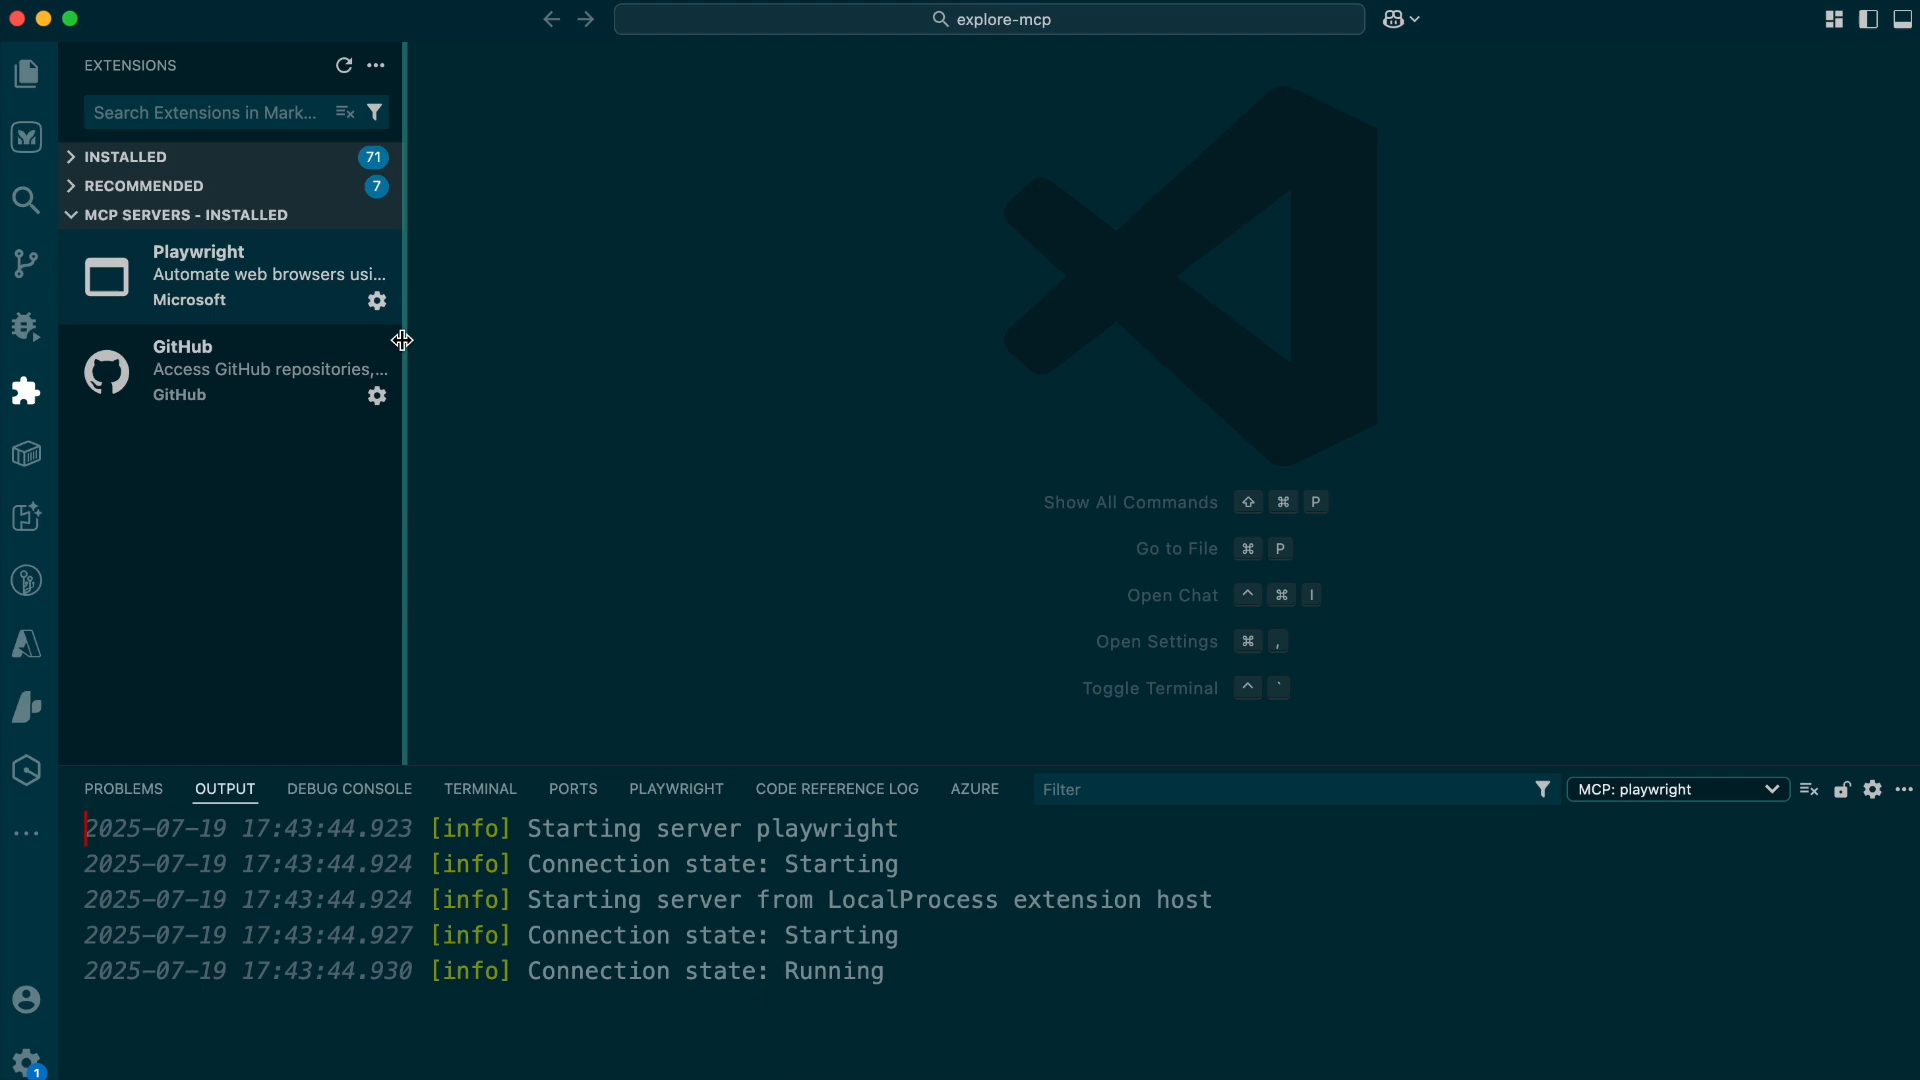 explore-mcp
EXTENSIONS
Search Extensions in Mark...
INSTALLED 71
RECOMMENDED 7
MCP SERVERS - INSTALLED
Playwright
Automate web browsers usi...
Microsoft
GitHub
Access GitHub repositories,...
GitHub
Show All Commands ⇧ ⌘ P
Go to File ⌘ P
Open Chat ^ ⌘ I
Open Settings ⌘ ,
Toggle Terminal ^ `
PROBLEMS OUTPUT DEBUG CONSOLE TERMINAL PORTS PLAYWRIGHT CODE REFERENCE LOG AZURE Filter MCP: playwright
2025-07-19 17:43:44.923 [info] Starting server playwright
2025-07-19 17:43:44.924 [info] Connection state: Starting
2025-07-19 17:43:44.924 [info] Starting server from LocalProcess extension host
2025-07-19 17:43:44.927 [info] Connection state: Starting
2025-07-19 17:43:44.930 [info] Connection state: Running
1